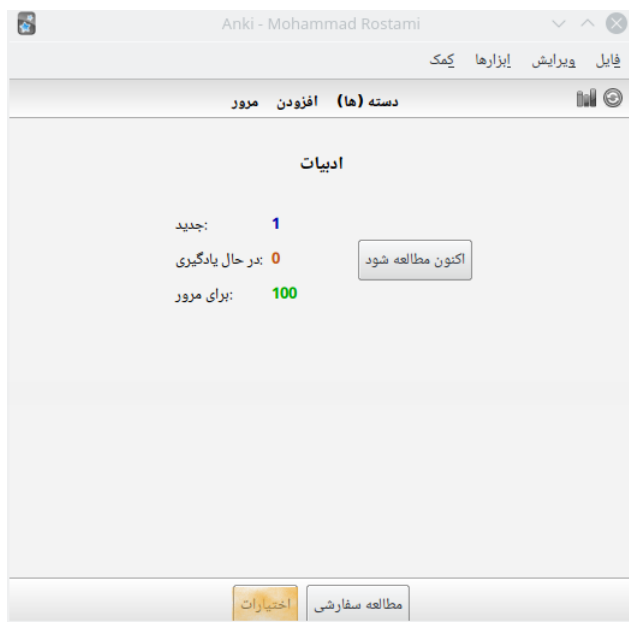 Anki - Mohammad Rostami
فایل ویرایش ابزارها کمک
دسته (ها) افزودن مرور
ادبیات
جدید: 1
در حال یادگیری: 0
برای مرور: 100
اکنون مطالعه شود
مطالعه سفارشی اختیارات